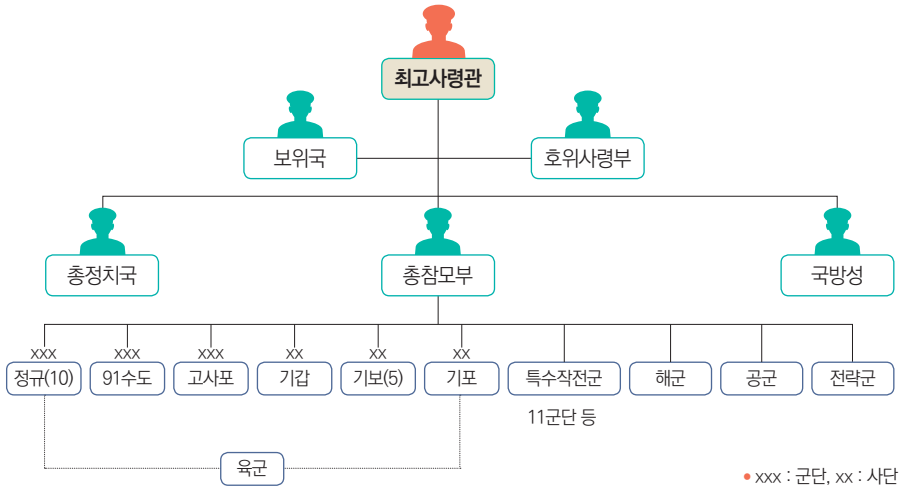 최고사령관
보위국
호위사령부
총정치국
총참모부
국방성
xxx
xxx
xxx
xx
xx
xx
정규(10)
91수도
고사포
기갑
기보(5)
기포
특수작전군
해군
공군
전략군
11군단 등
육군
• xxx : 군단, xx : 사단